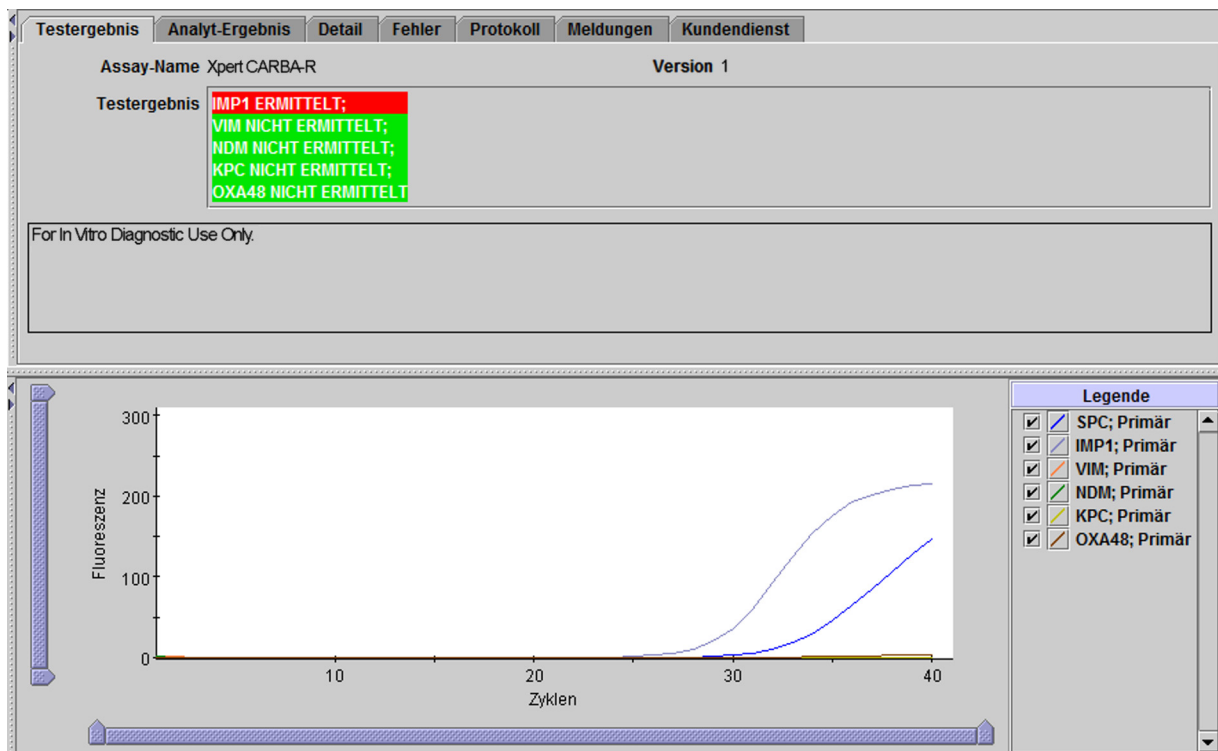 Testergebnis Analyt-Ergebnis Detail Fehler Protokoll Meldungen Kundendienst
Assay-Name Xpert CARBA-R Version 1
Testergebnis IMP1 ERMITTELT;
VIM NICHT ERMITTELT;
NDM NICHT ERMITTELT;
KPC NICHT ERMITTELT;
OXA48 NICHT ERMITTELT
For In Vitro Diagnostic Use Only.
300
200
100
0
Fluoreszenz
10 20 30 40
Zyklen
Legende
SPC; Primär
IMP1; Primär
VIM; Primär
NDM; Primär
KPC; Primär
OXA48; Primär